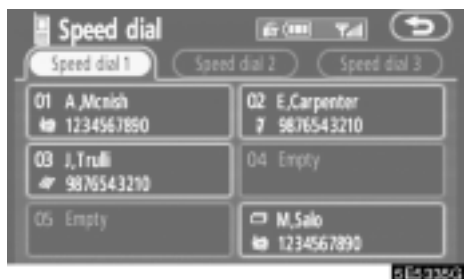 Speed dial
Speed dial 1 Speed dial 2 Speed dial 3
01 A,Mcnish
1234567890
02 E,Carpenter
9876543210
03 J,Trulli
9876543210
04 Empty
05 Empty
M,Salo
1234567890